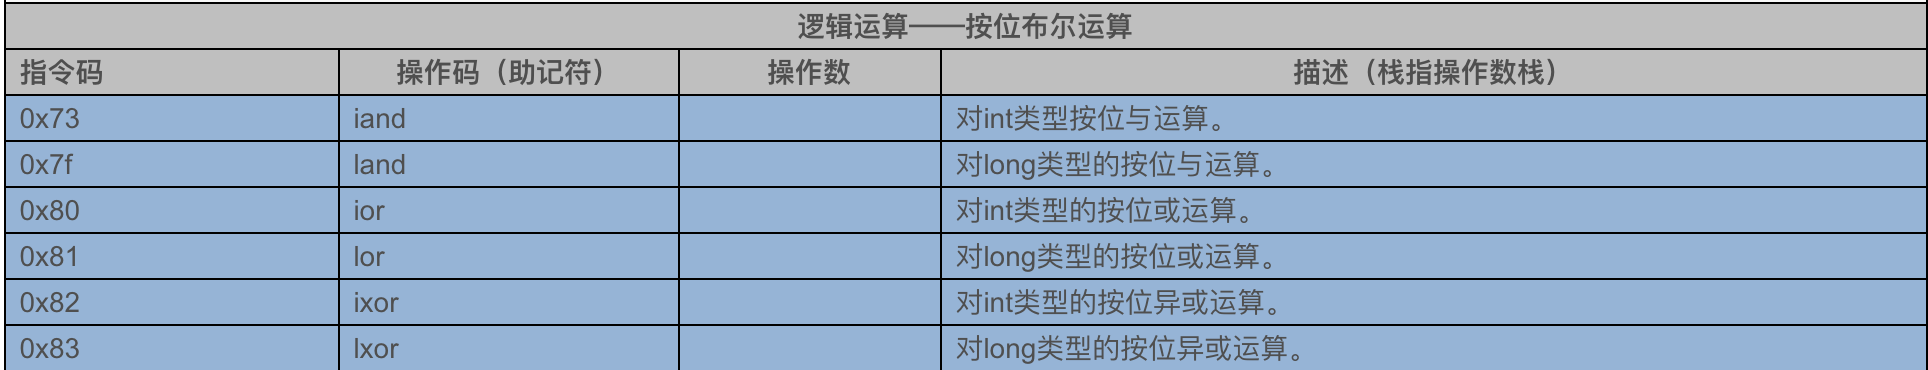 逻辑运算——按位布尔运算
指令码 操作码（助记符） 操作数 描述（栈指操作数栈）
0x73 iand 对int类型按位与运算。
0x7f land 对long类型的按位与运算。
0x80 ior 对int类型的按位或运算。
0x81 lor 对long类型的按位或运算。
0x82 ixor 对int类型的按位异或运算。
0x83 lxor 对long类型的按位异或运算。